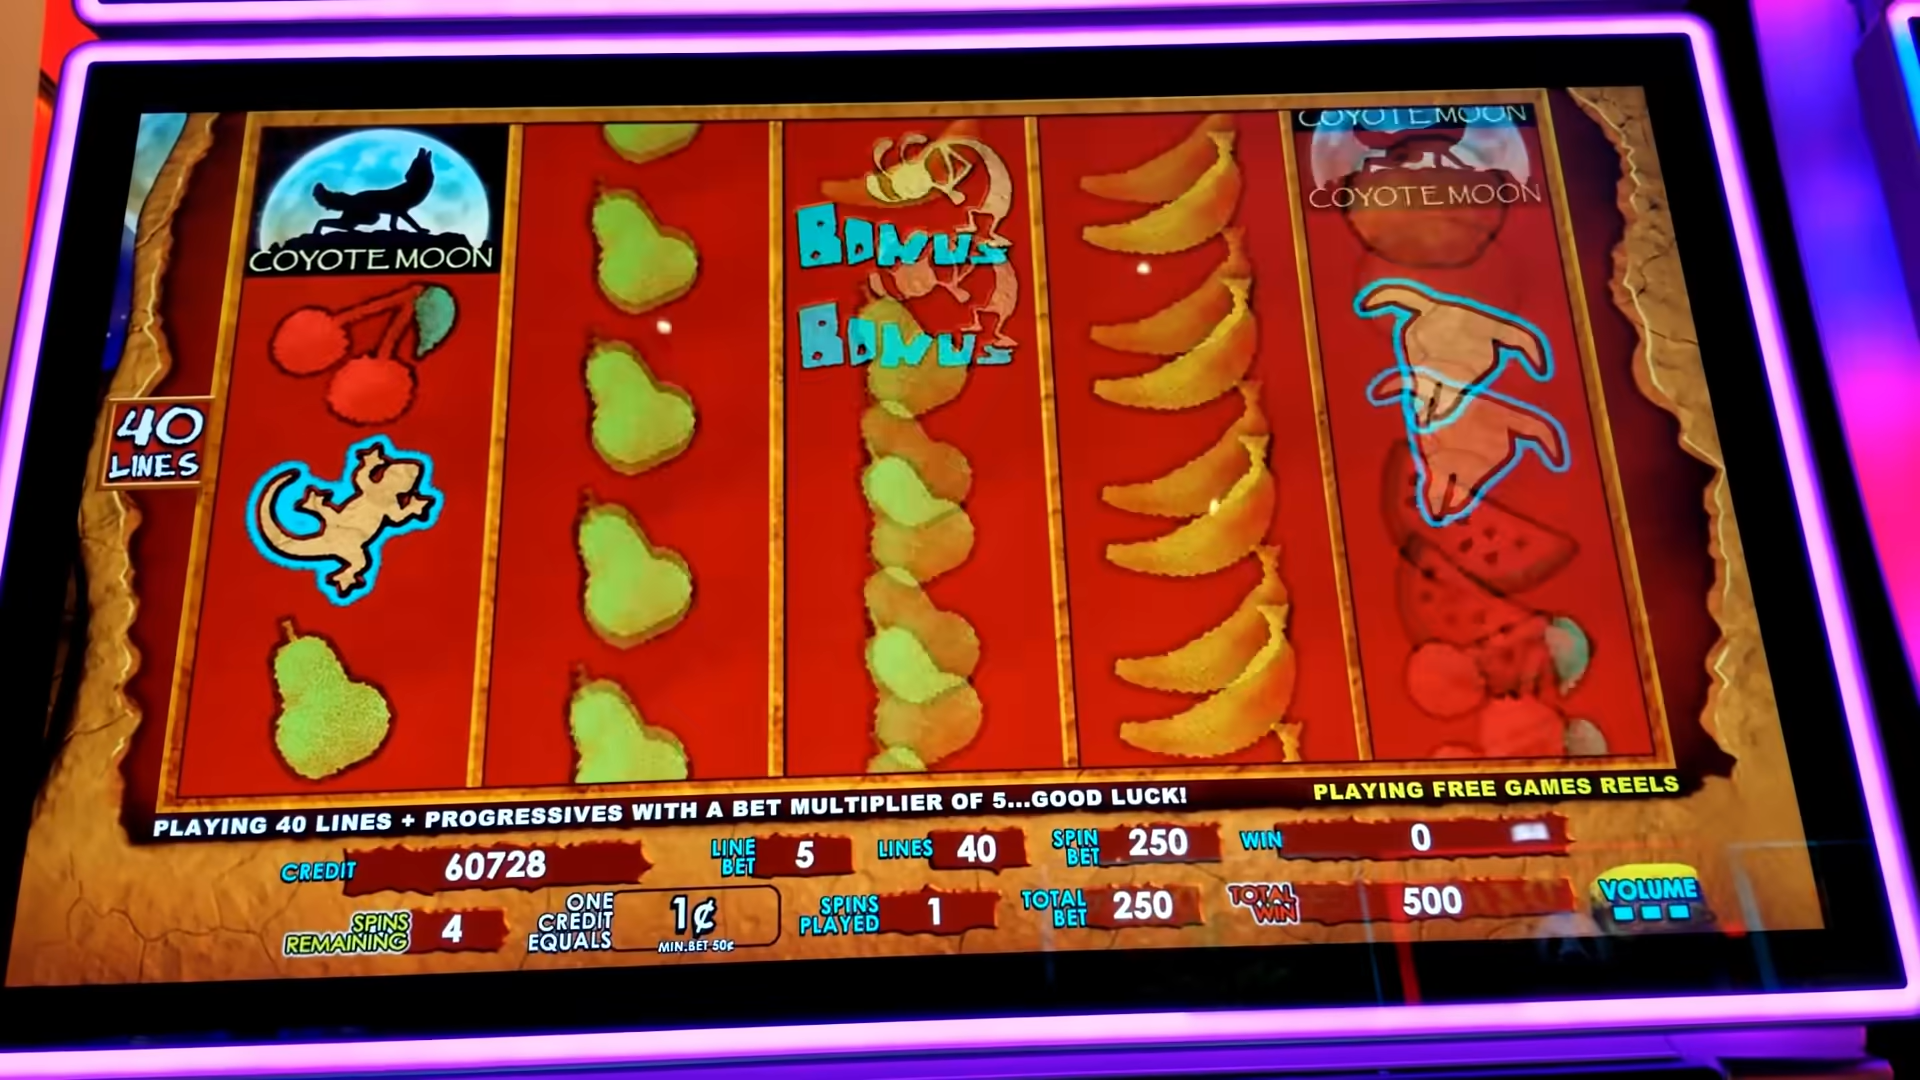 COYOTE MOON
COYOTE MOON
COYOTE MOON
BONUS
BONUS
40
LINES
PLAYING 40 LINES + PROGRESSIVES WITH A BET MULTIPLIER OF 5...GOOD LUCK!
PLAYING FREE GAMES REELS
CREDIT 60728
LINE BET 5
LINES 40
SPIN BET 250
WIN 0
SPINS REMAINING 4
ONE CREDIT EQUALS 1¢
MIN.BET 50¢
SPINS PLAYED 1
TOTAL BET 250
TOTAL WIN 500
VOLUME